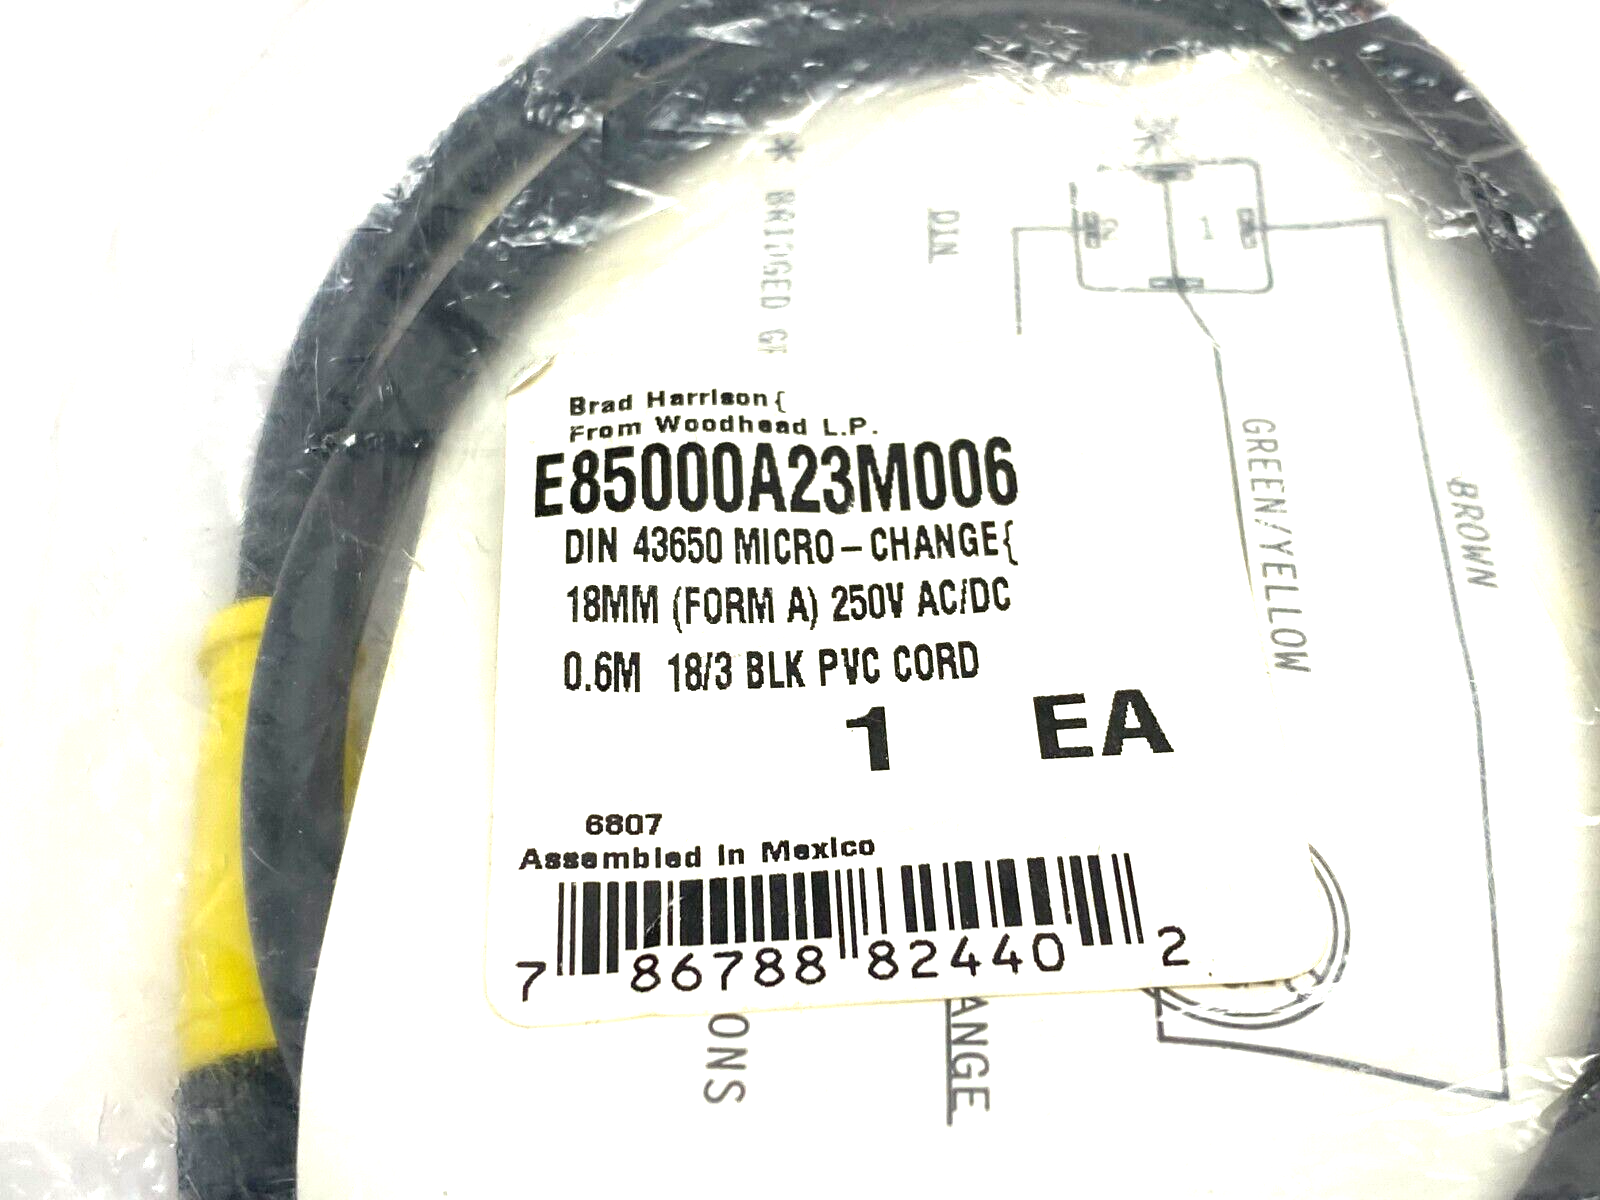 Brad Harrison{
From Woodhead L.P.
E85000A23M006
DIN 43650 MICRO-CHANGE{
18MM (FORM A) 250V AC/DC
0.6M 18/3 BLK PVC CORD
1 EA
6807
Assembled in Mexico
7 86788 82440 2
* BRIDGED
DIN
*
2 1
GREEN/YELLOW
BROWN
ONS
ANGE